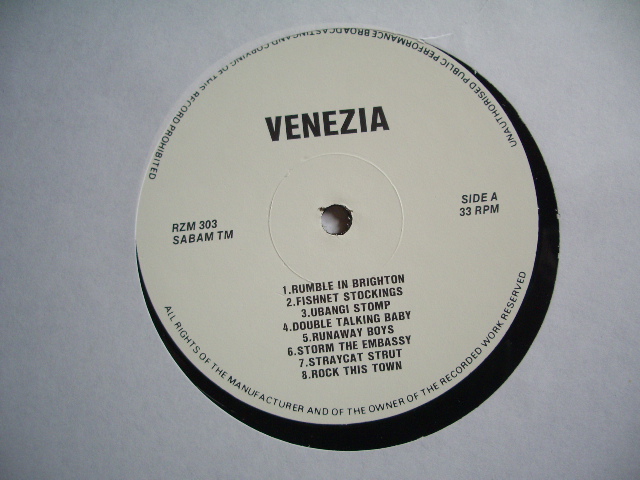 UNAUTHORISED PUBLIC PERFORMANCE BROADCASTING AND COPYING OF THIS RECORD PROHIBITED
VENEZIA
RZM 303
SABAM TM
SIDE A
33 RPM
1.RUMBLE IN BRIGHTON
2.FISHNET STOCKINGS
3.UBANGI STOMP
4.DOUBLE TALKING BABY
5.RUNAWAY BOYS
6.STORM THE EMBASSY
7.STRAYCAT STRUT
8.ROCK THIS TOWN
ALL RIGHTS OF THE MANUFACTURER AND OF THE OWNER OF THE RECORDED WORK RESERVED